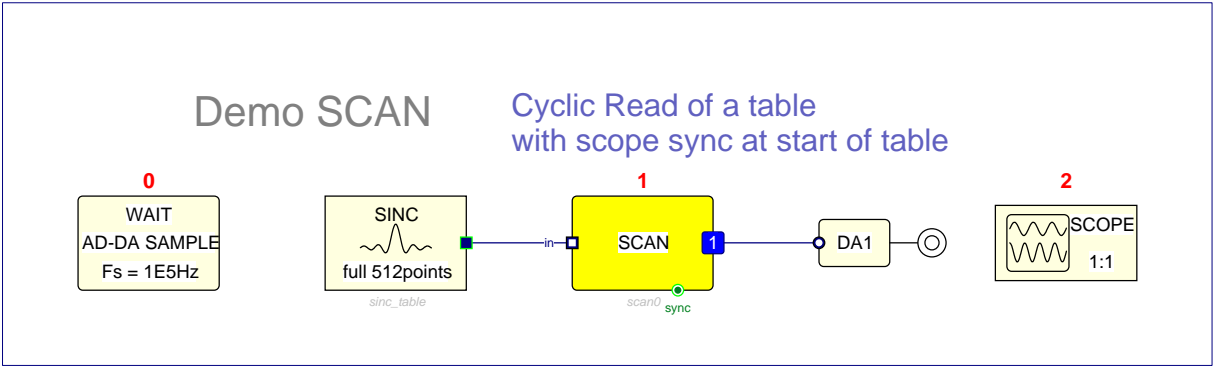 Demo SCAN
Cyclic Read of a table
with scope sync at start of table
0
1
2
WAIT
AD-DA SAMPLE
Fs = 1E5Hz
SINC
full 512points
sinc_table
in
SCAN
1
scan0
sync
DA1
SCOPE
1:1